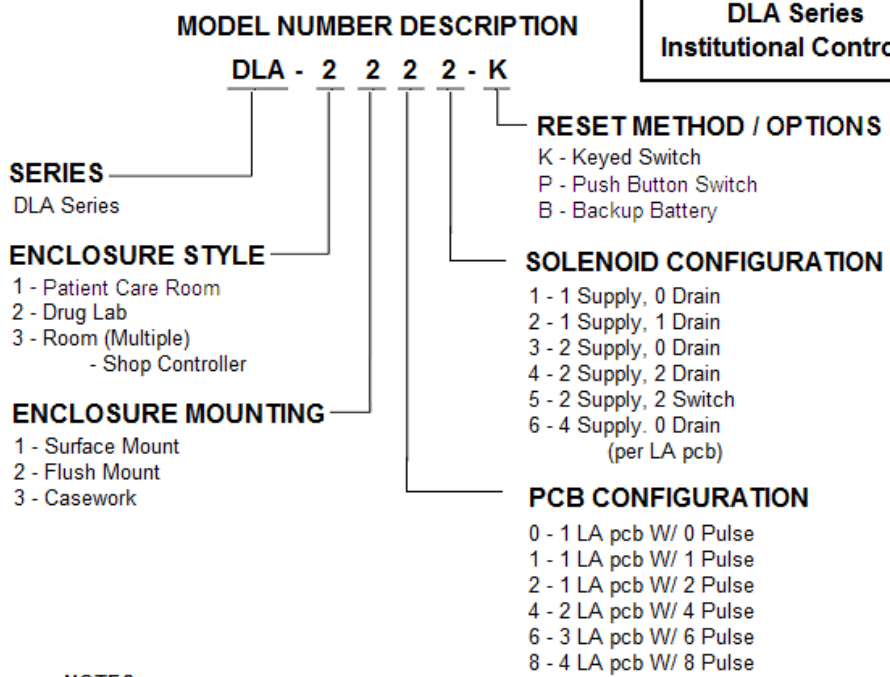 MODEL NUMBER DESCRIPTION
DLA Series
Institutional
DLA - 2 2 2 2 - K
RESET METHOD / OPTIONS
K - Keyed Switch
P - Push Button Switch
B - Backup Battery
SERIES
DLA Series
ENCLOSURE STYLE
1 - Patient Care Room
2 - Drug Lab
3 - Room (Multiple)
- Shop Controller
SOLENOID CONFIGURATION
1 - 1 Supply, 0 Drain
2 - 1 Supply, 1 Drain
3 - 2 Supply, 0 Drain
4 - 2 Supply, 2 Drain
5 - 2 Supply, 2 Switch
6 - 4 Supply. 0 Drain
(per LA pcb)
ENCLOSURE MOUNTING
1 - Surface Mount
2 - Flush Mount
3 - Casework
PCB CONFIGURATION
0 - 1 LA pcb W/ 0 Pulse
1 - 1 LA pcb W/ 1 Pulse
2 - 1 LA pcb W/ 2 Pulse
4 - 2 LA pcb W/ 4 Pulse
6 - 3 LA pcb W/ 6 Pulse
8 - 4 LA pcb W/ 8 Pulse